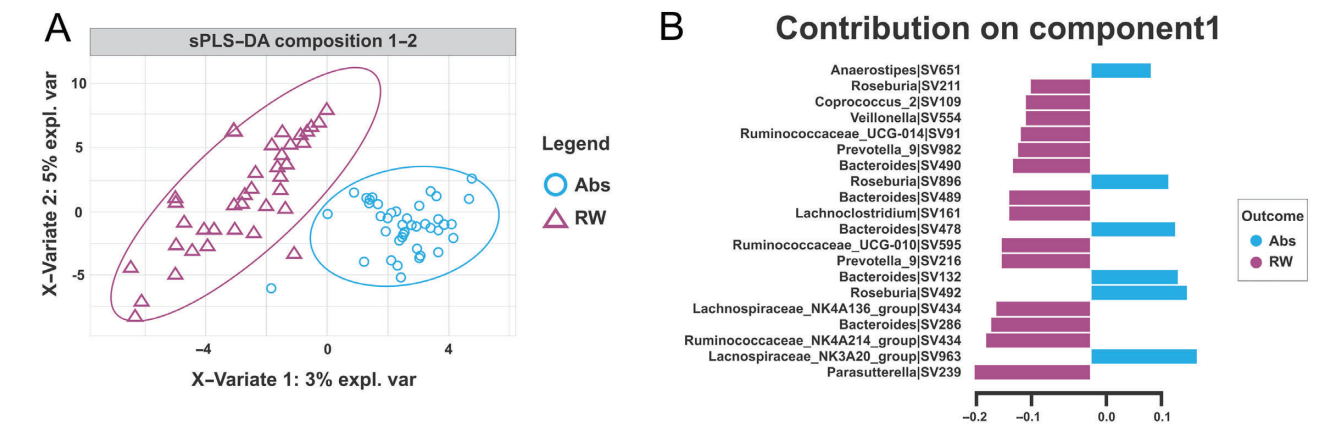 A
sPLS–DA composition 1–2
X–Variate 2: 5% expl. var
10
5
0
-5
–4
0
4
X–Variate 1: 3% expl. var
Legend
Abs
RW
B
Contribution on component1
Anaerostipes|SV651
Roseburia|SV211
Coprococcus_2|SV109
Veillonella|SV554
Ruminococcaceae_UCG-014|SV91
Prevotella_9|SV982
Bacteroides|SV490
Roseburia|SV896
Bacteroides|SV489
Lachnoclostridium|SV161
Bacteroides|SV478
Ruminococcaceae_UCG-010|SV595
Prevotella_9|SV216
Bacteroides|SV132
Roseburia|SV492
Lachnospiraceae_NK4A136_group|SV434
Bacteroides|SV286
Ruminococcaceae_NK4A214_group|SV434
Lacnospiraceae_NK3A20_group|SV963
Parasutterella|SV239
–0.2
–0.1
0.0
0.1
Outcome
Abs
RW